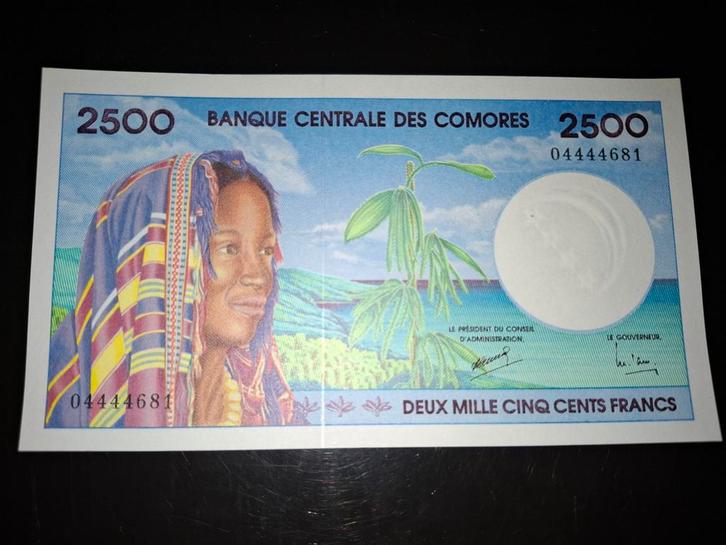 2500 BANQUE CENTRALE DES COMORES 2500
04444681
LE PRÉSIDENT DU CONSEIL
D'ADMINISTRATION,
LE GOUVERNEUR,
04444681
DEUX MILLE CINQ CENTS FRANCS